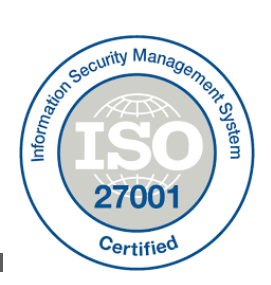 Information Security Management System
ISO
27001
Certified